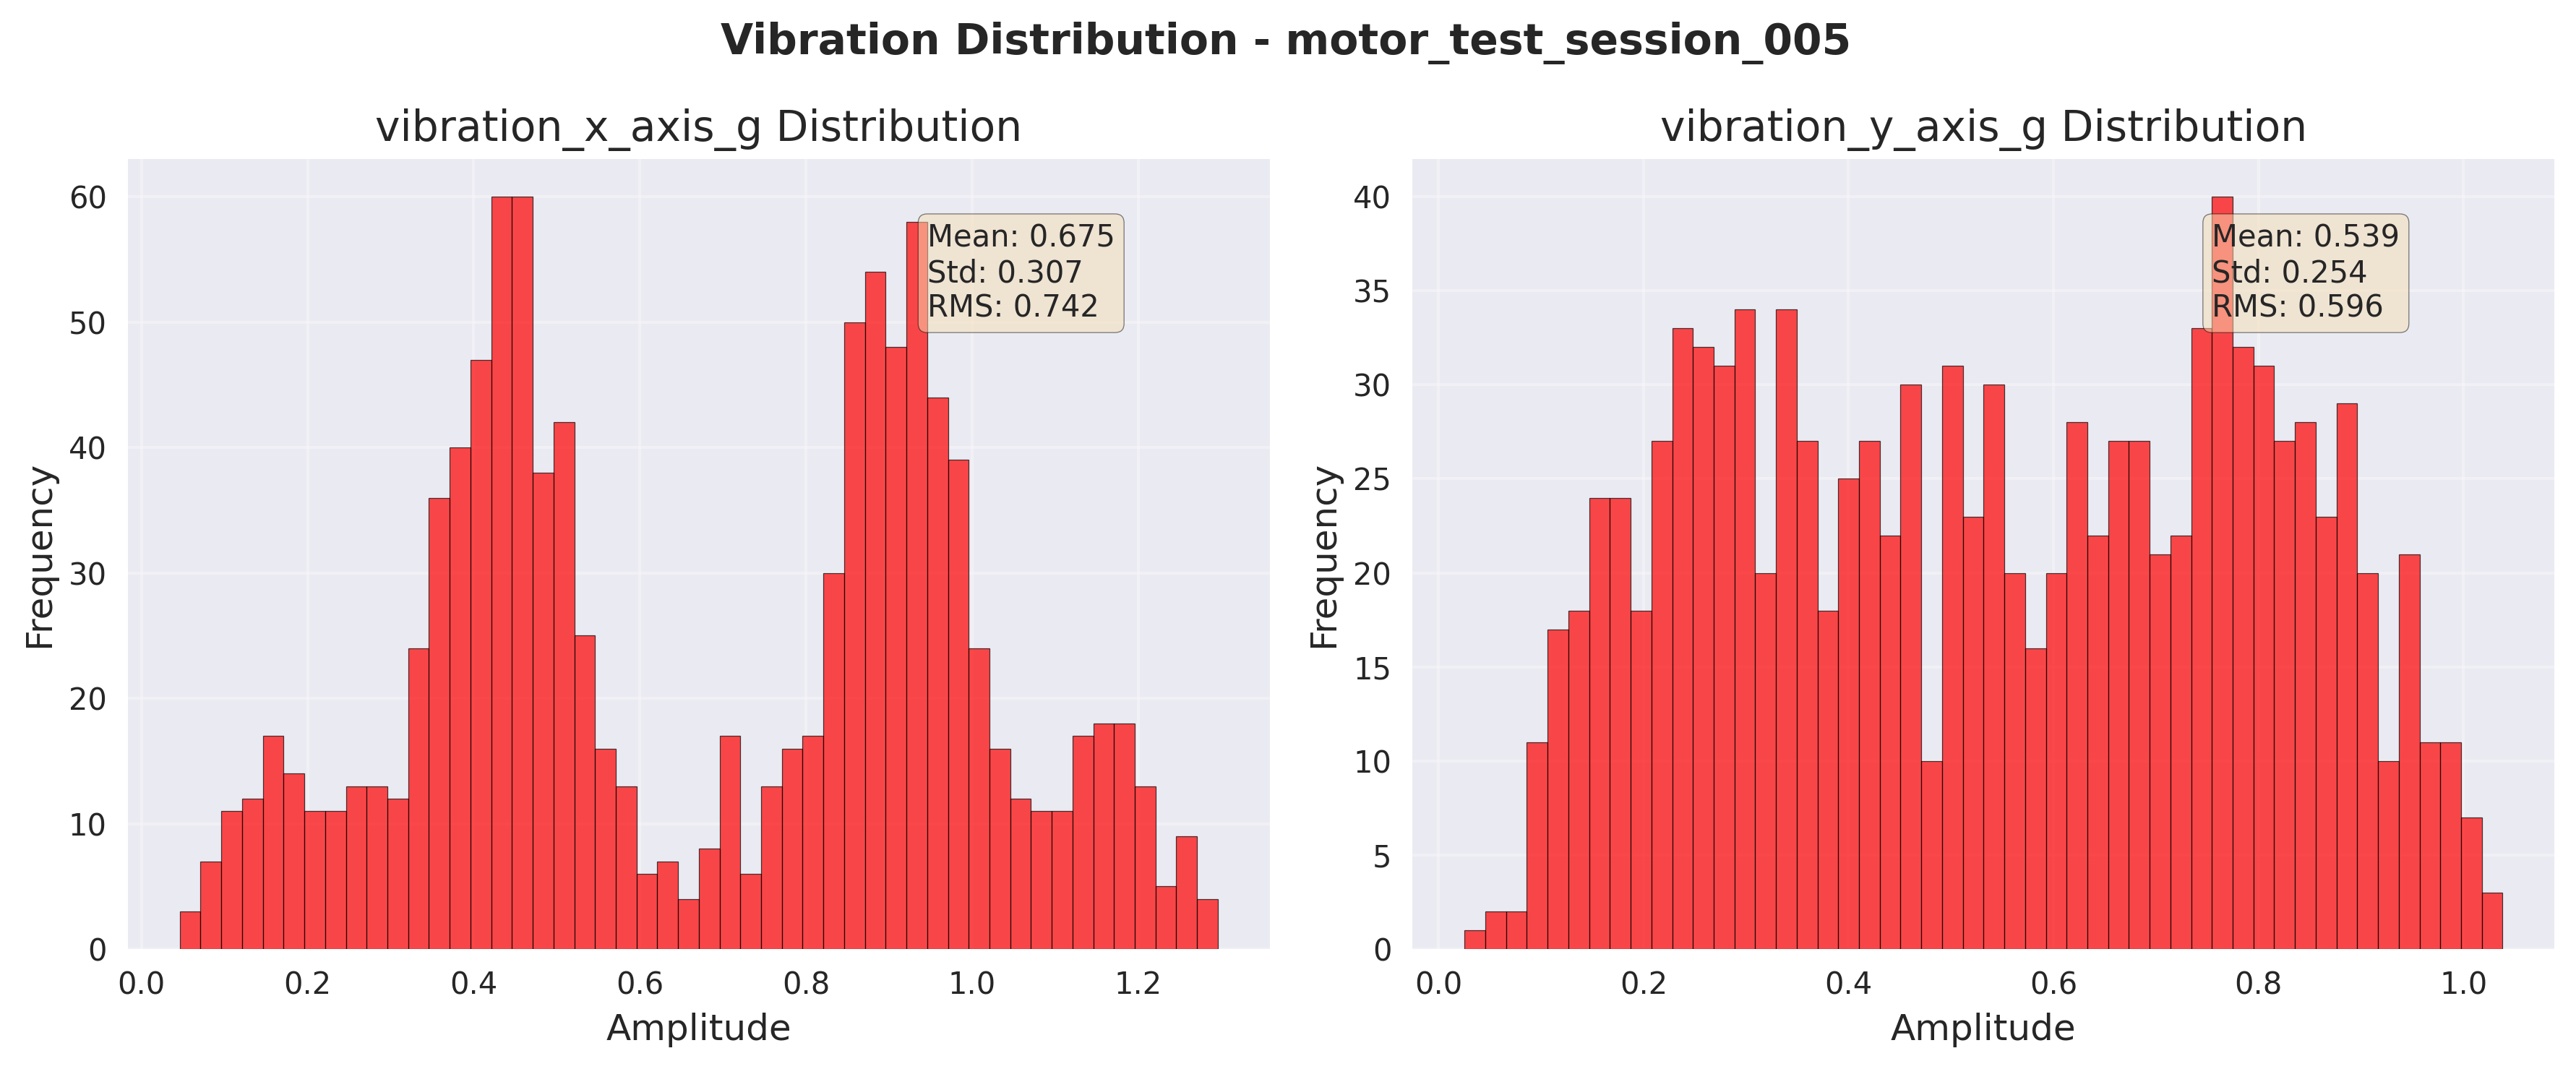 Vibration Distribution - motor_test_session_005
vibration_x_axis_g Distribution
60
50
40
30
20
10
0
Frequency
Mean: 0.675
Std: 0.307
RMS: 0.742
0.0 0.2 0.4 0.6 0.8 1.0 1.2
Amplitude
vibration_y_axis_g Distribution
40
35
30
25
20
15
10
5
0
Frequency
Mean: 0.539
Std: 0.254
RMS: 0.596
0.0 0.2 0.4 0.6 0.8 1.0
Amplitude